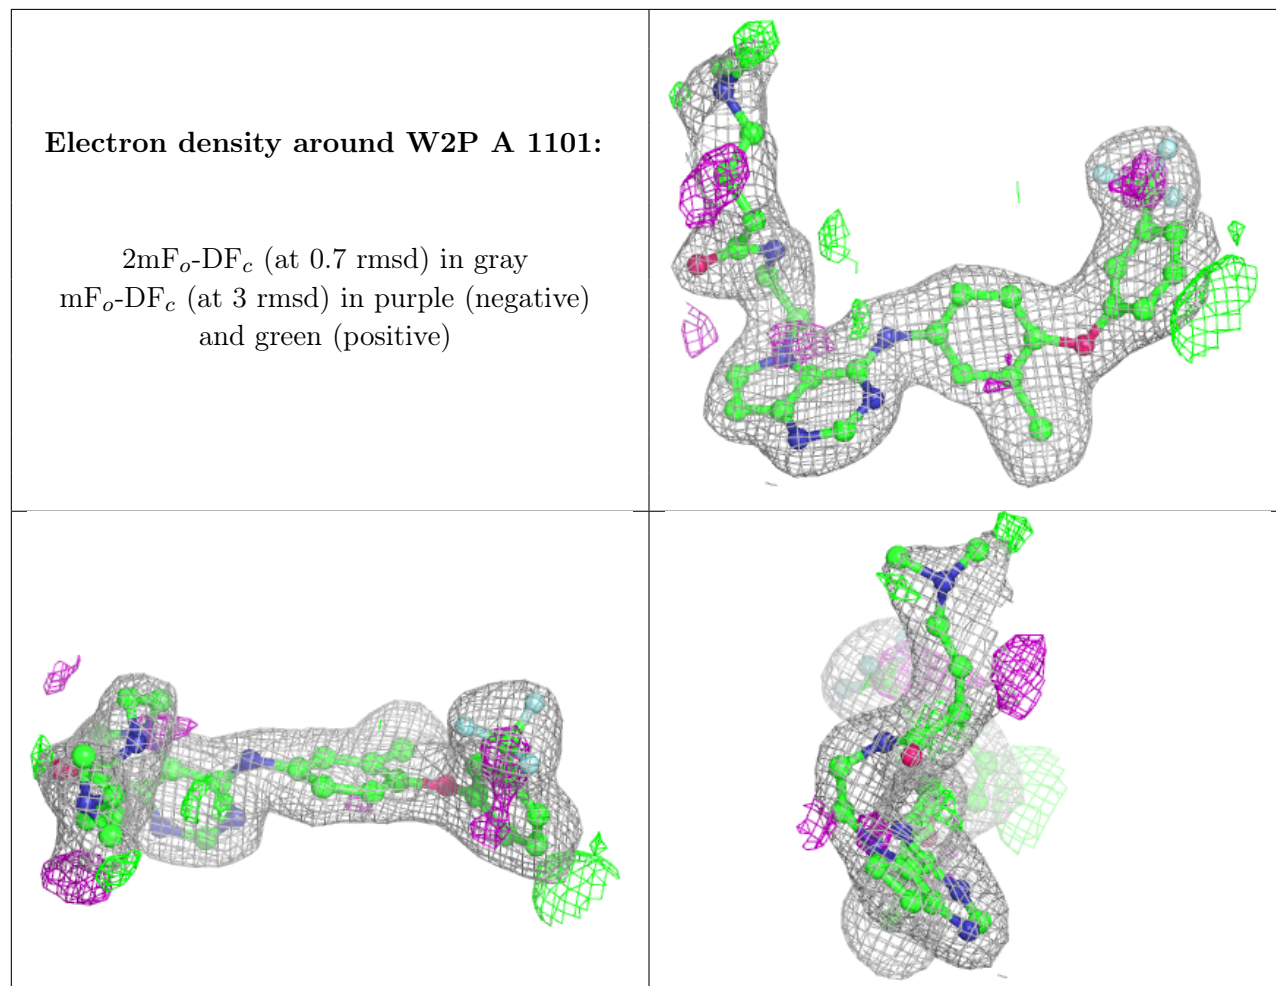 Electron density around W2P A 1101:
2mFo-DFc (at 0.7 rmsd) in gray
mFo-DFc (at 3 rmsd) in purple (negative)
and green (positive)